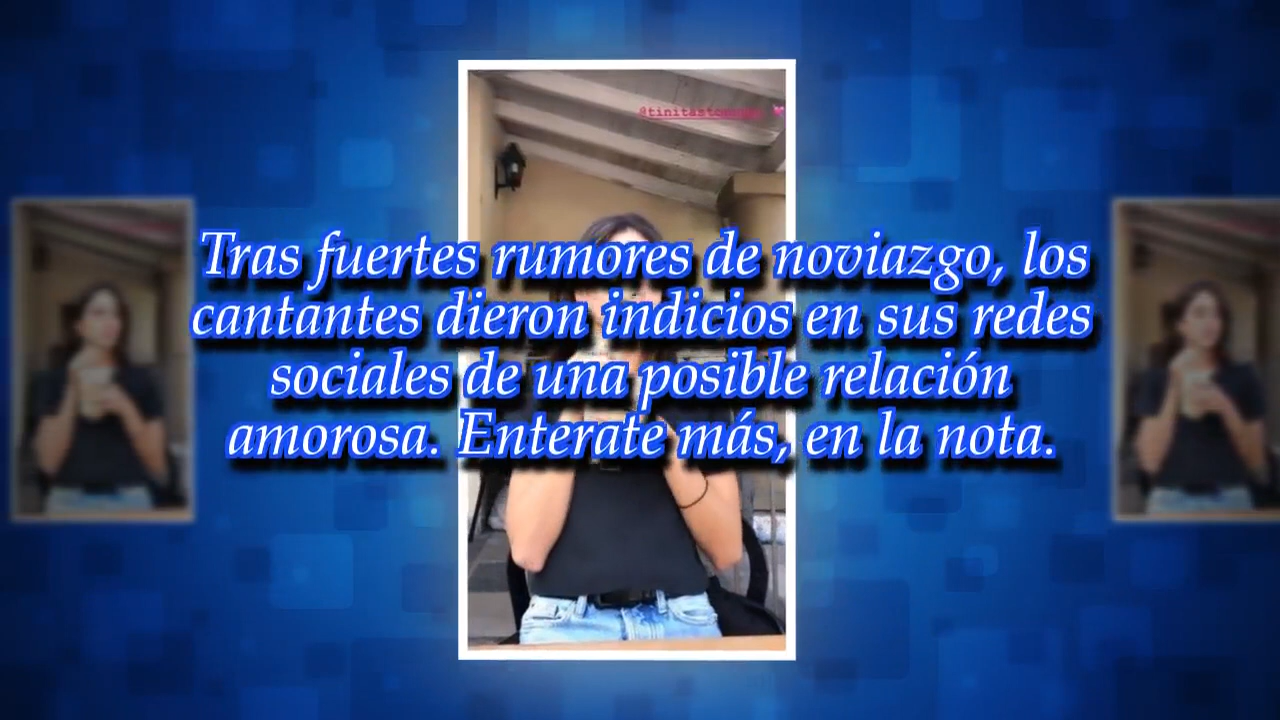 Tras fuertes rumores de noviazgo, los
cantantes dieron indicios en sus redes
sociales de una posible relación
amorosa. Enterate más, en la nota.